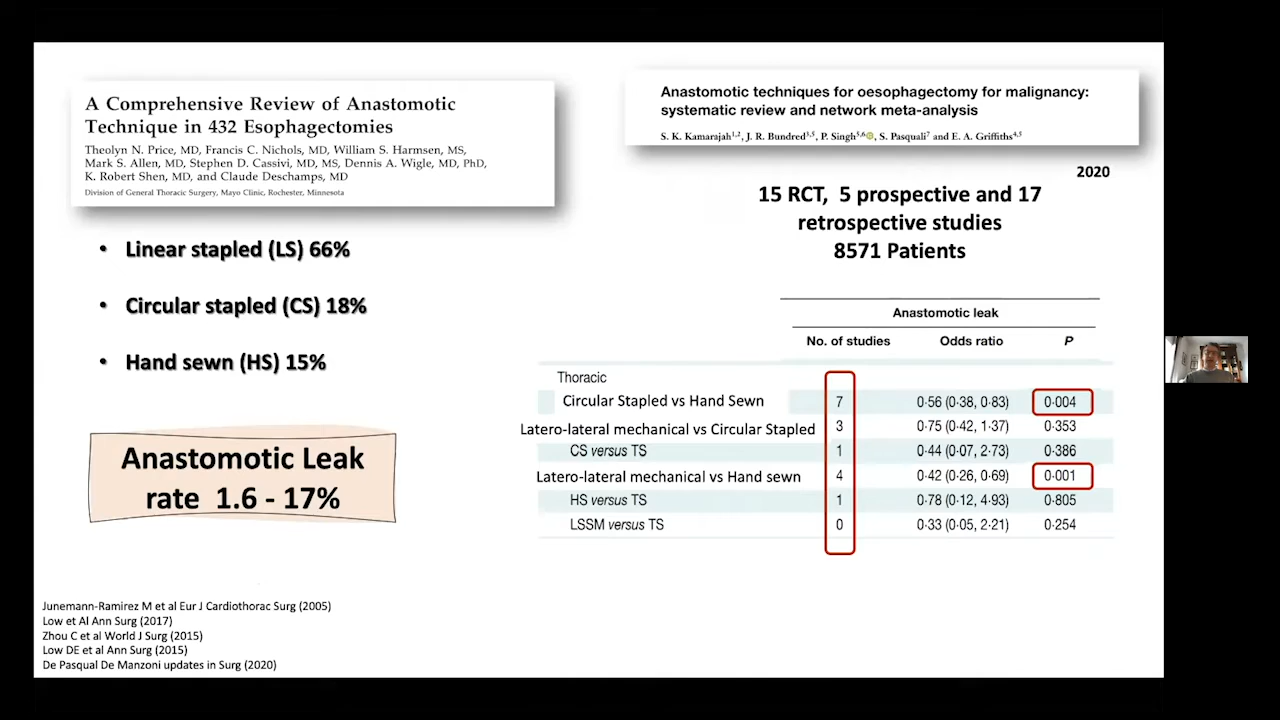 A Comprehensive Review of Anastomotic
Technique in 432 Esophagectomies
Theolyn N. Price, MD, Francis C. Nichols, MD, William S. Harmsen, MS,
Mark S. Allen, MD, Stephen D. Cassivi, MD, MS, Dennis A. Wigle, MD, PhD,
K. Robert Shen, MD, and Claude Deschamps, MD
Division of General Thoracic Surgery, Mayo Clinic, Rochester, Minnesota
• Linear stapled (LS) 66%
• Circular stapled (CS) 18%
• Hand sewn (HS) 15%
Anastomotic Leak
rate 1.6 - 17%
Junemann-Ramirez M et al Eur J Cardiothorac Surg (2005)
Low et Al Ann Surg (2017)
Zhou C et al World J Surg (2015)
Low DE et al Ann Surg (2015)
De Pasqual De Manzoni updates in Surg (2020)
Anastomotic techniques for oesophagectomy for malignancy:
systematic review and network meta-analysis
S. K. Kamarajah1,2, J. R. Bundred3,5, P. Singh5,6, S. Pasquali7 and E. A. Griffiths4,5
2020
15 RCT, 5 prospective and 17
retrospective studies
8571 Patients
Anastomotic leak
No. of studies Odds ratio P
Thoracic
Circular Stapled vs Hand Sewn 7 0·56 (0·38, 0·83) 0·004
Latero-lateral mechanical vs Circular Stapled 3 0·75 (0·42, 1·37) 0·353
CS versus TS 1 0·44 (0·07, 2·73) 0·386
Latero-lateral mechanical vs Hand sewn 4 0·42 (0·26, 0·69) 0·001
HS versus TS 1 0·78 (0·12, 4·93) 0·805
LSSM versus TS 0 0·33 (0·05, 2·21) 0·254